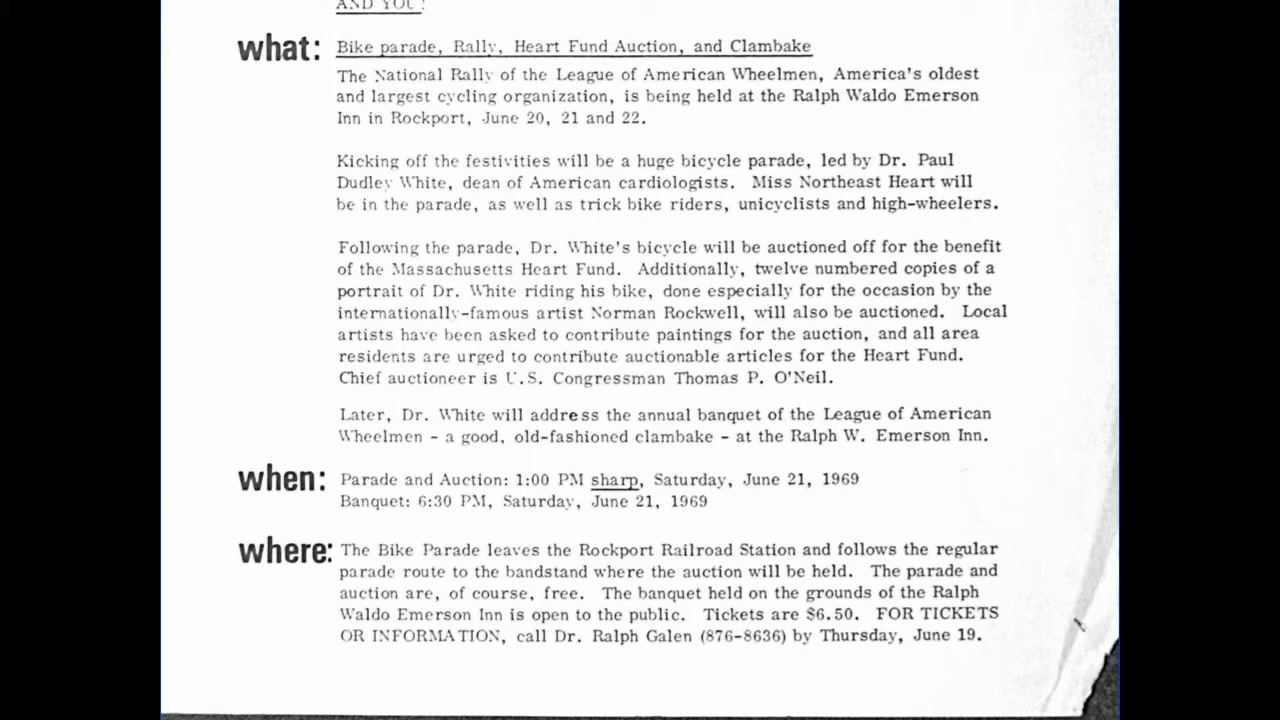 AND YOU!
what: Bike parade, Rally, Heart Fund Auction, and Clambake
The National Rally of the League of American Wheelmen, America's oldest
and largest cycling organization, is being held at the Ralph Waldo Emerson
Inn in Rockport, June 20, 21 and 22.
Kicking off the festivities will be a huge bicycle parade, led by Dr. Paul
Dudley White, dean of American cardiologists. Miss Northeast Heart will
be in the parade, as well as trick bike riders, unicyclists and high-wheelers.
Following the parade, Dr. White's bicycle will be auctioned off for the benefit
of the Massachusetts Heart Fund. Additionally, twelve numbered copies of a
portrait of Dr. White riding his bike, done especially for the occasion by the
internationally-famous artist Norman Rockwell, will also be auctioned. Local
artists have been asked to contribute paintings for the auction, and all area
residents are urged to contribute auctionable articles for the Heart Fund.
Chief auctioneer is U.S. Congressman Thomas P. O'Neil.
Later, Dr. White will address the annual banquet of the League of American
Wheelmen - a good, old-fashioned clambake - at the Ralph W. Emerson Inn.
when: Parade and Auction: 1:00 PM sharp, Saturday, June 21, 1969
Banquet: 6:30 PM, Saturday, June 21, 1969
where: The Bike Parade leaves the Rockport Railroad Station and follows the regular
parade route to the bandstand where the auction will be held. The parade and
auction are, of course, free. The banquet held on the grounds of the Ralph
Waldo Emerson Inn is open to the public. Tickets are $6.50. FOR TICKETS
OR INFORMATION, call Dr. Ralph Galen (876-8636) by Thursday, June 19.